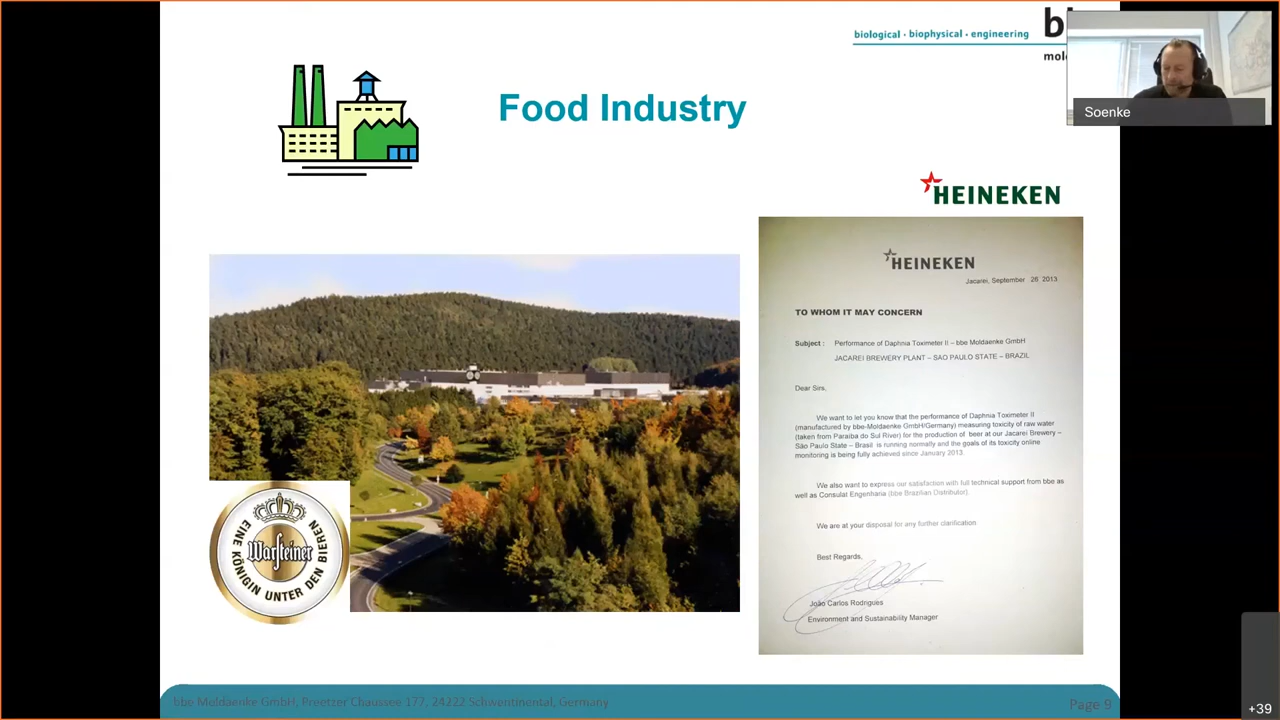 biological · biophysical · engineering
b
mol
Soenke
Food Industry
HEINEKEN
HEINEKEN
Jacareí, September 26 2013
TO WHOM IT MAY CONCERN
Subject : Performance of Daphnia Toximeter II – bbe Moldaenke GmbH
JACAREI BREWERY PLANT – SAO PAULO STATE – BRAZIL
Dear Sirs,
We want to let you know that the performance of Daphnia Toximeter II
(manufactured by bbe-Moldaenke GmbH/Germany) measuring toxicity of raw water
(taken from Paraíba do Sul River) for the production of beer at our Jacareí Brewery –
São Paulo State – Brasil is running normally and the goals of its toxicity online
monitoring is being fully achieved since January 2013.
We also want to express our satisfaction with full technical support from bbe as
well as Consulat Engenharia (bbe Brazilian Distributor).
We are at your disposal for any further clarification
Best Regards,
João Carlos Rodrigues
Environment and Sustainability Manager
EINE KÖNIGIN UNTER DEN BIEREN
Warsteiner
bbe Moldaenke GmbH, Preetzer Chaussee 177, 24222 Schwentinental, Germany
Page 9
+39